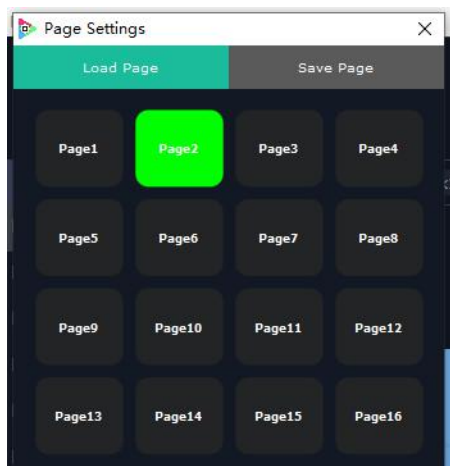 Page Settings
Load Page Save Page
Page1 Page2 Page3 Page4
Page5 Page6 Page7 Page8
Page9 Page10 Page11 Page12
Page13 Page14 Page15 Page16